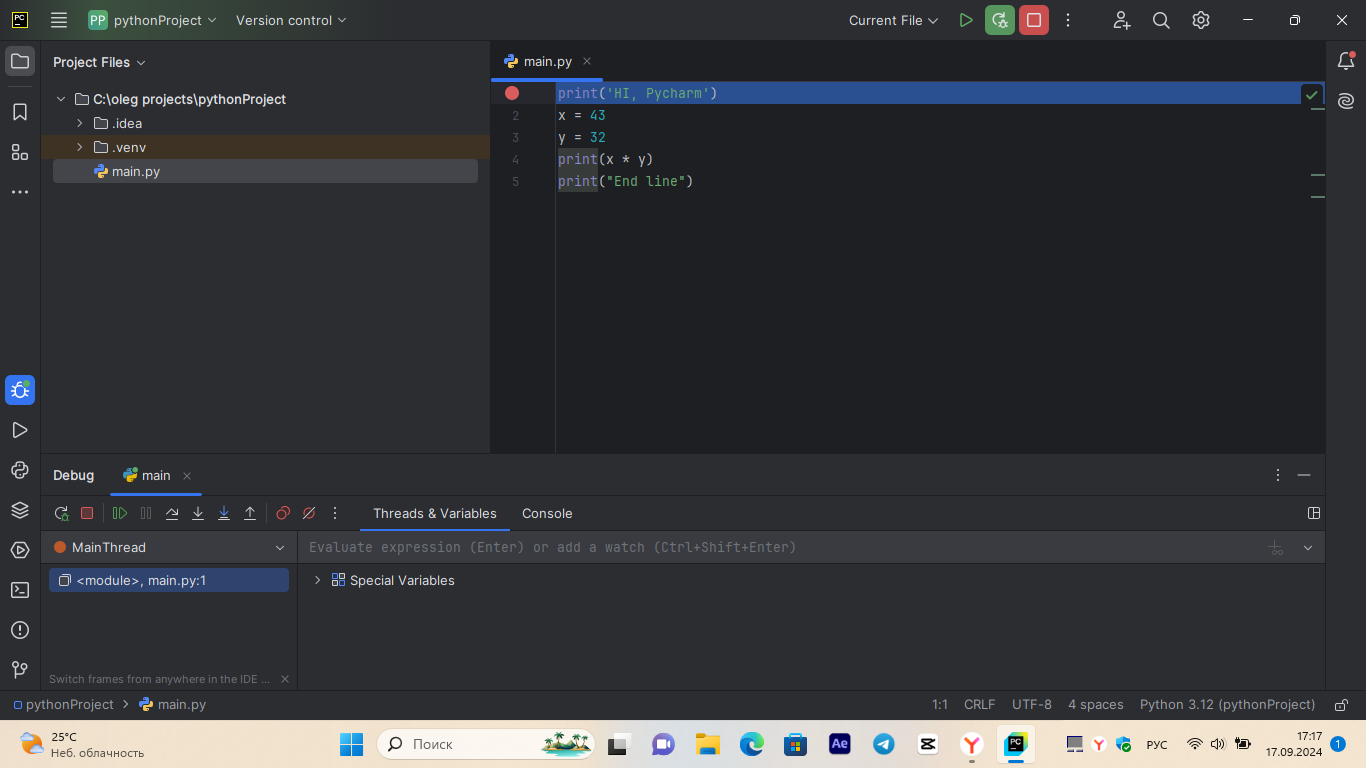 PC
PP pythonProject
Version control
Current File
Project Files
main.py
C:\oleg projects\pythonProject
.idea
.venv
main.py
print('HI, Pycharm')
2 x = 43
3 y = 32
4 print(x * y)
5 print("End line")
Debug
main
Threads & Variables
Console
MainThread
Evaluate expression (Enter) or add a watch (Ctrl+Shift+Enter)
<module>, main.py:1
Special Variables
Switch frames from anywhere in the IDE ...
pythonProject
main.py
1:1 CRLF UTF-8 4 spaces Python 3.12 (pythonProject)
25°C
Неб. облачность
Поиск
Ae
Y
PC
Y
РУС
17:17
17.09.2024
1